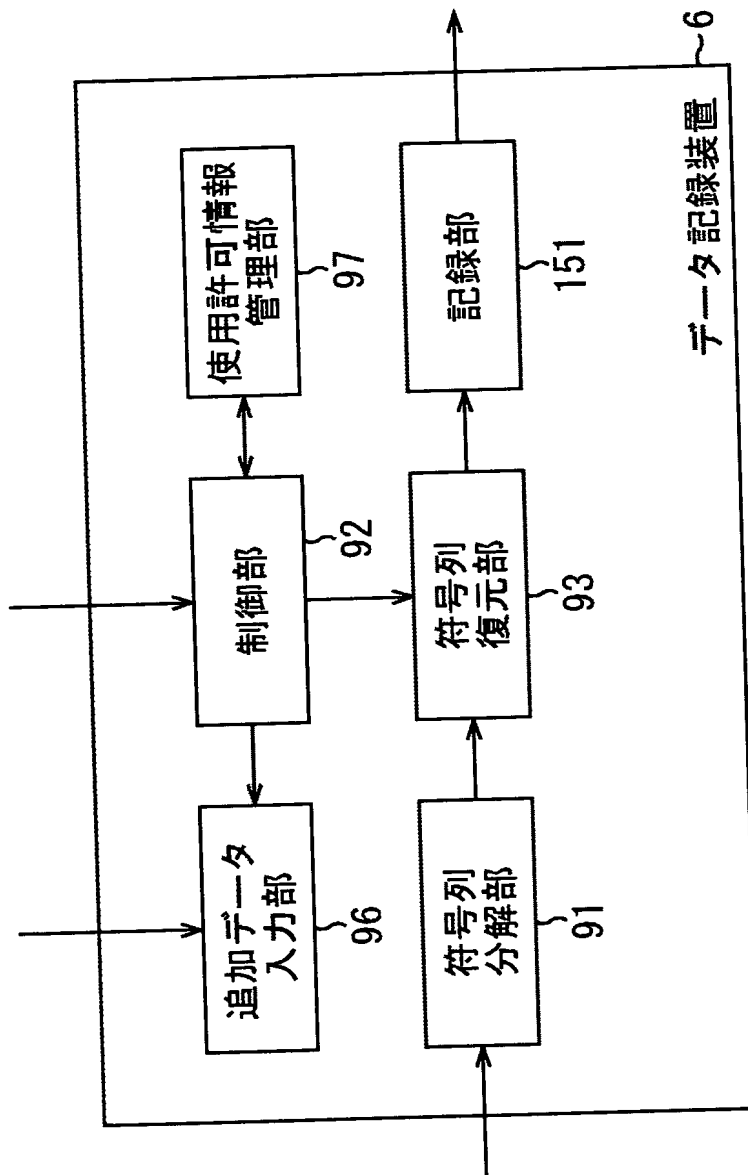 追加データ
入力部
96
制御部
92
使用許可情報
管理部
97
符号列
分解部
91
符号列
復元部
93
記録部
151
データ記録装置
6